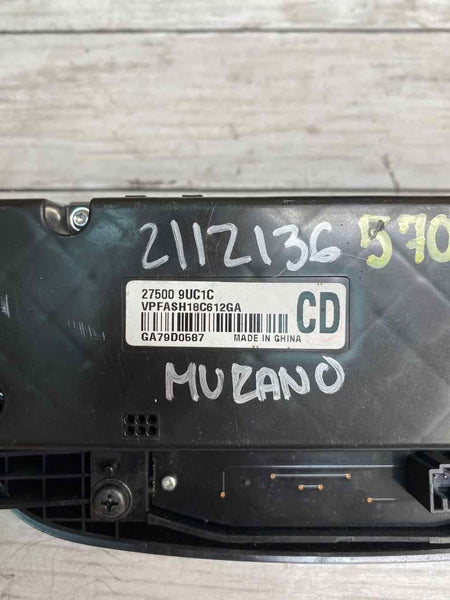 2112136 570
27500 9UC1C
VPFASH18C612GA
CD
GA79D0587 MADE IN CHINA
MURANO